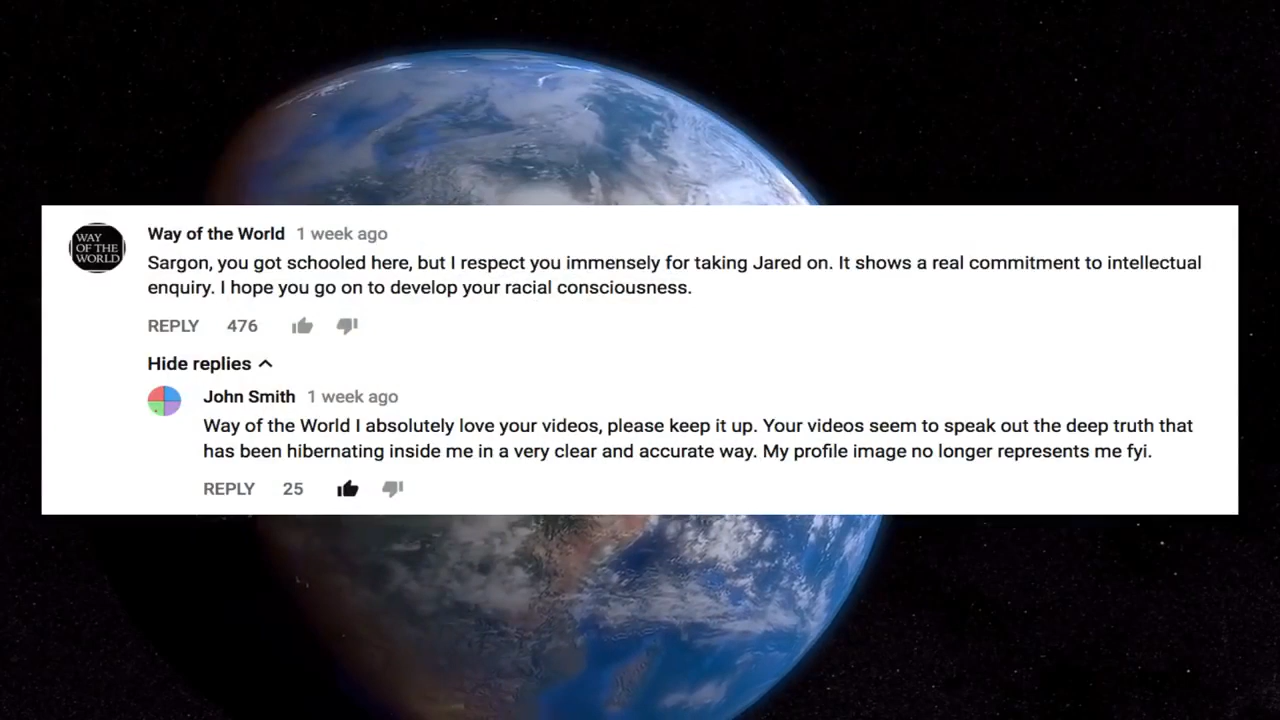 WAY
OF THE
WORLD
Way of the World 1 week ago
Sargon, you got schooled here, but I respect you immensely for taking Jared on. It shows a real commitment to intellectual
enquiry. I hope you go on to develop your racial consciousness.
REPLY 476
Hide replies
John Smith 1 week ago
Way of the World I absolutely love your videos, please keep it up. Your videos seem to speak out the deep truth that
has been hibernating inside me in a very clear and accurate way. My profile image no longer represents me fyi.
REPLY 25